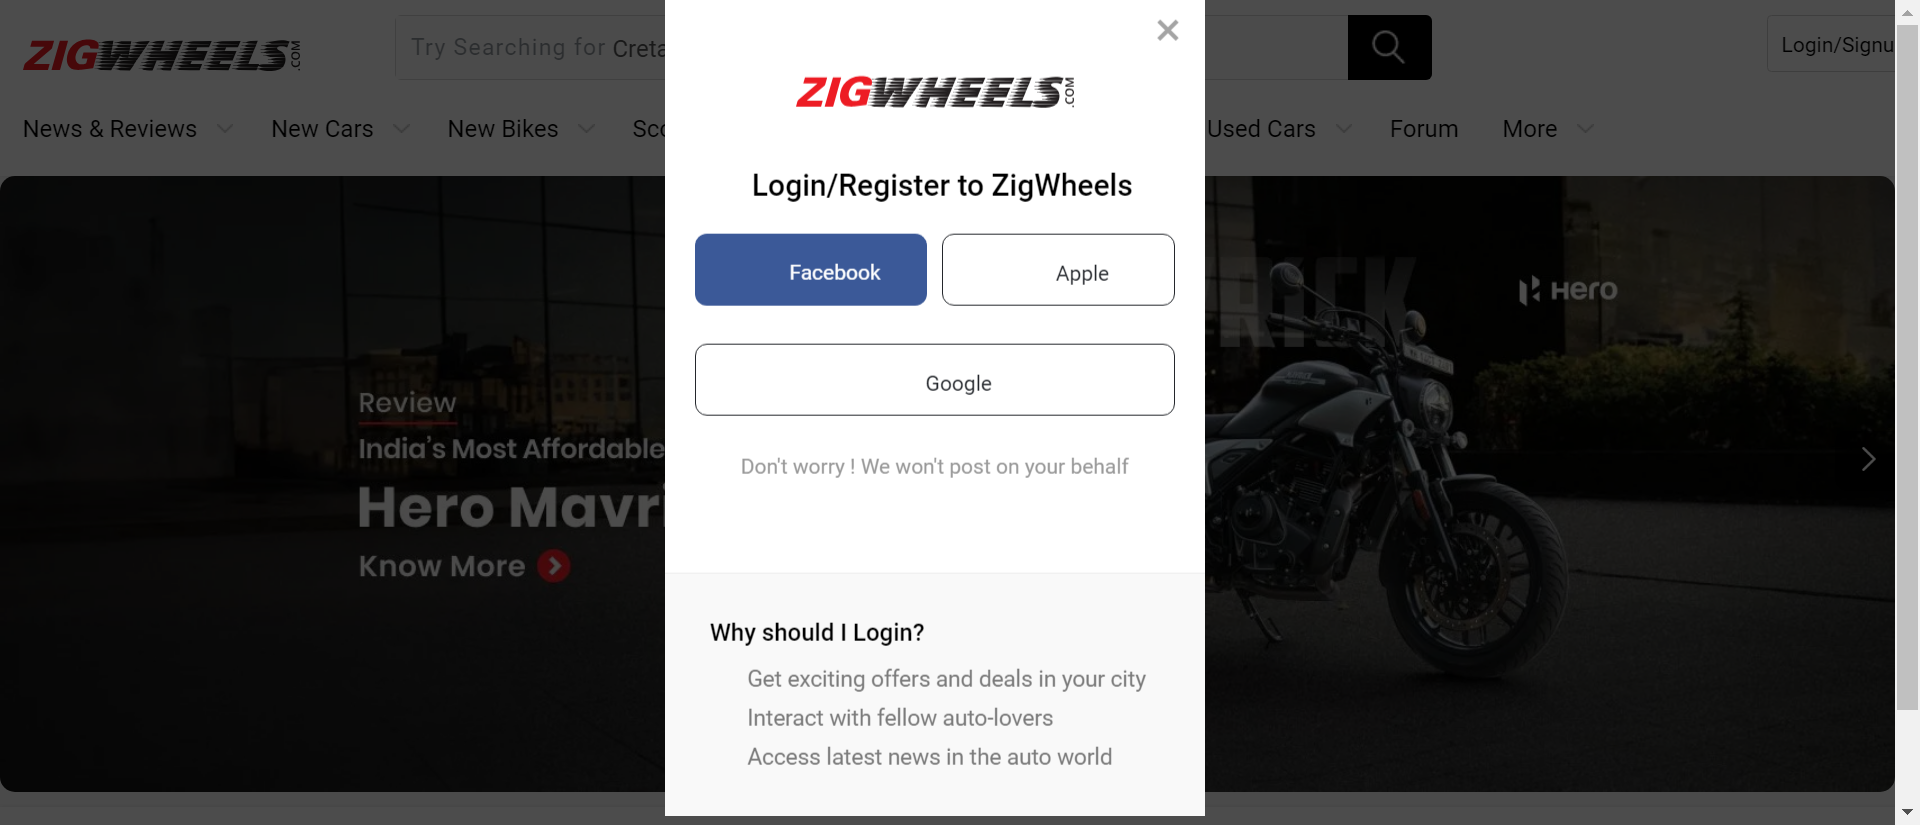 ZIGWHEELS.COM
Try Searching for Creta
Login/Signu
News & Reviews
New Cars
New Bikes
Sco
Used Cars
Forum
More
ZIGWHEELS.COM
Login/Register to ZigWheels
Facebook
Apple
Google
Don't worry ! We won't post on your behalf
Why should I Login?
Get exciting offers and deals in your city
Interact with fellow auto-lovers
Access latest news in the auto world
Review
India's Most Affordable
Hero Mavri
Know More
RICK
Hero